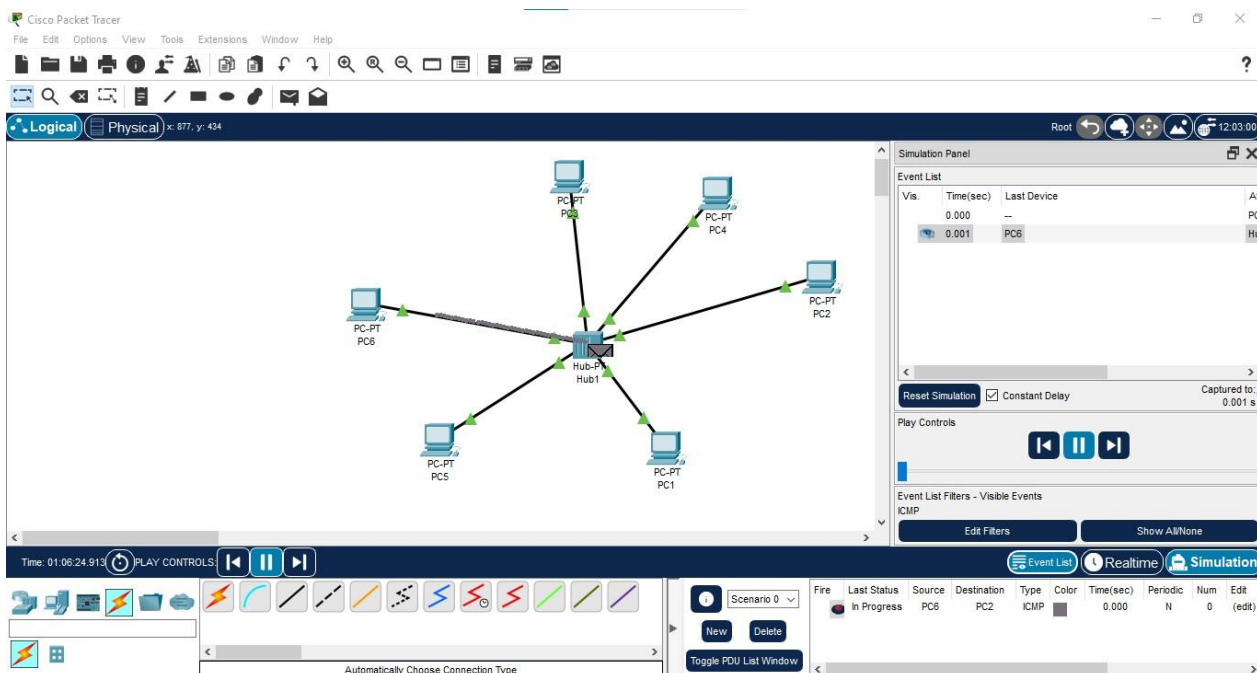 Cisco Packet Tracer
File Edit Options View Tools Extensions Window Help
?
Logical Physical x: 877, y: 434 Root 12:03:00
PC-PT
PC3
PC-PT
PC4
PC-PT
PC2
PC-PT
PC6
Hub-PT
Hub1
PC-PT
PC5
PC-PT
PC1
Simulation Panel
Event List
Vis. Time(sec) Last Device
0.000 --
0.001 PC6
Reset Simulation Constant Delay Captured to:
0.001 s
Play Controls
Event List Filters - Visible Events
ICMP
Edit Filters Show All/None
Time: 01:06:24.913 PLAY CONTROLS: Event List Realtime Simulation
Scenario 0
New Delete
Toggle PDU List Window
Fire Last Status Source Destination Type Color Time(sec) Periodic Num Edit
In Progress PC6 PC2 ICMP 0.000 N 0 (edit)
Automatically Choose Connection Type